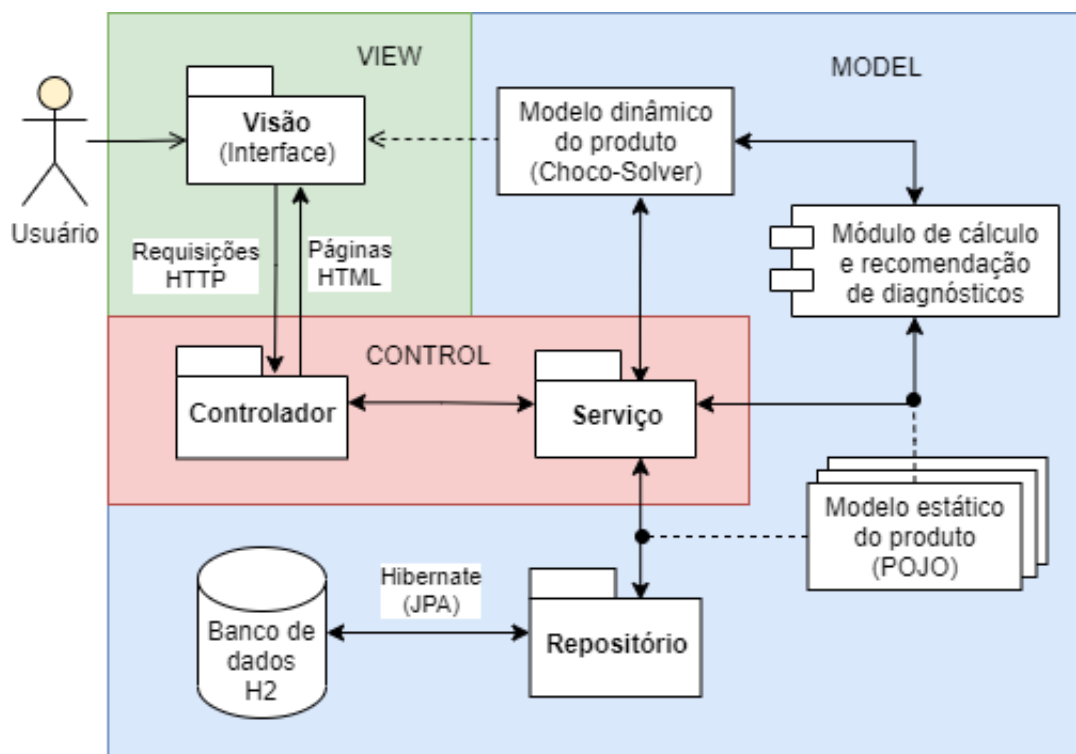 VIEW
MODEL
Visão
(Interface)
Modelo dinâmico
do produto
(Choco-Solver)
Usuário
Requisições
HTTP
Páginas
HTML
Módulo de cálculo
e recomendação
de diagnósticos
CONTROL
Controlador
Serviço
Modelo estático
do produto
(POJO)
Hibernate
(JPA)
Banco de
dados
H2
Repositório